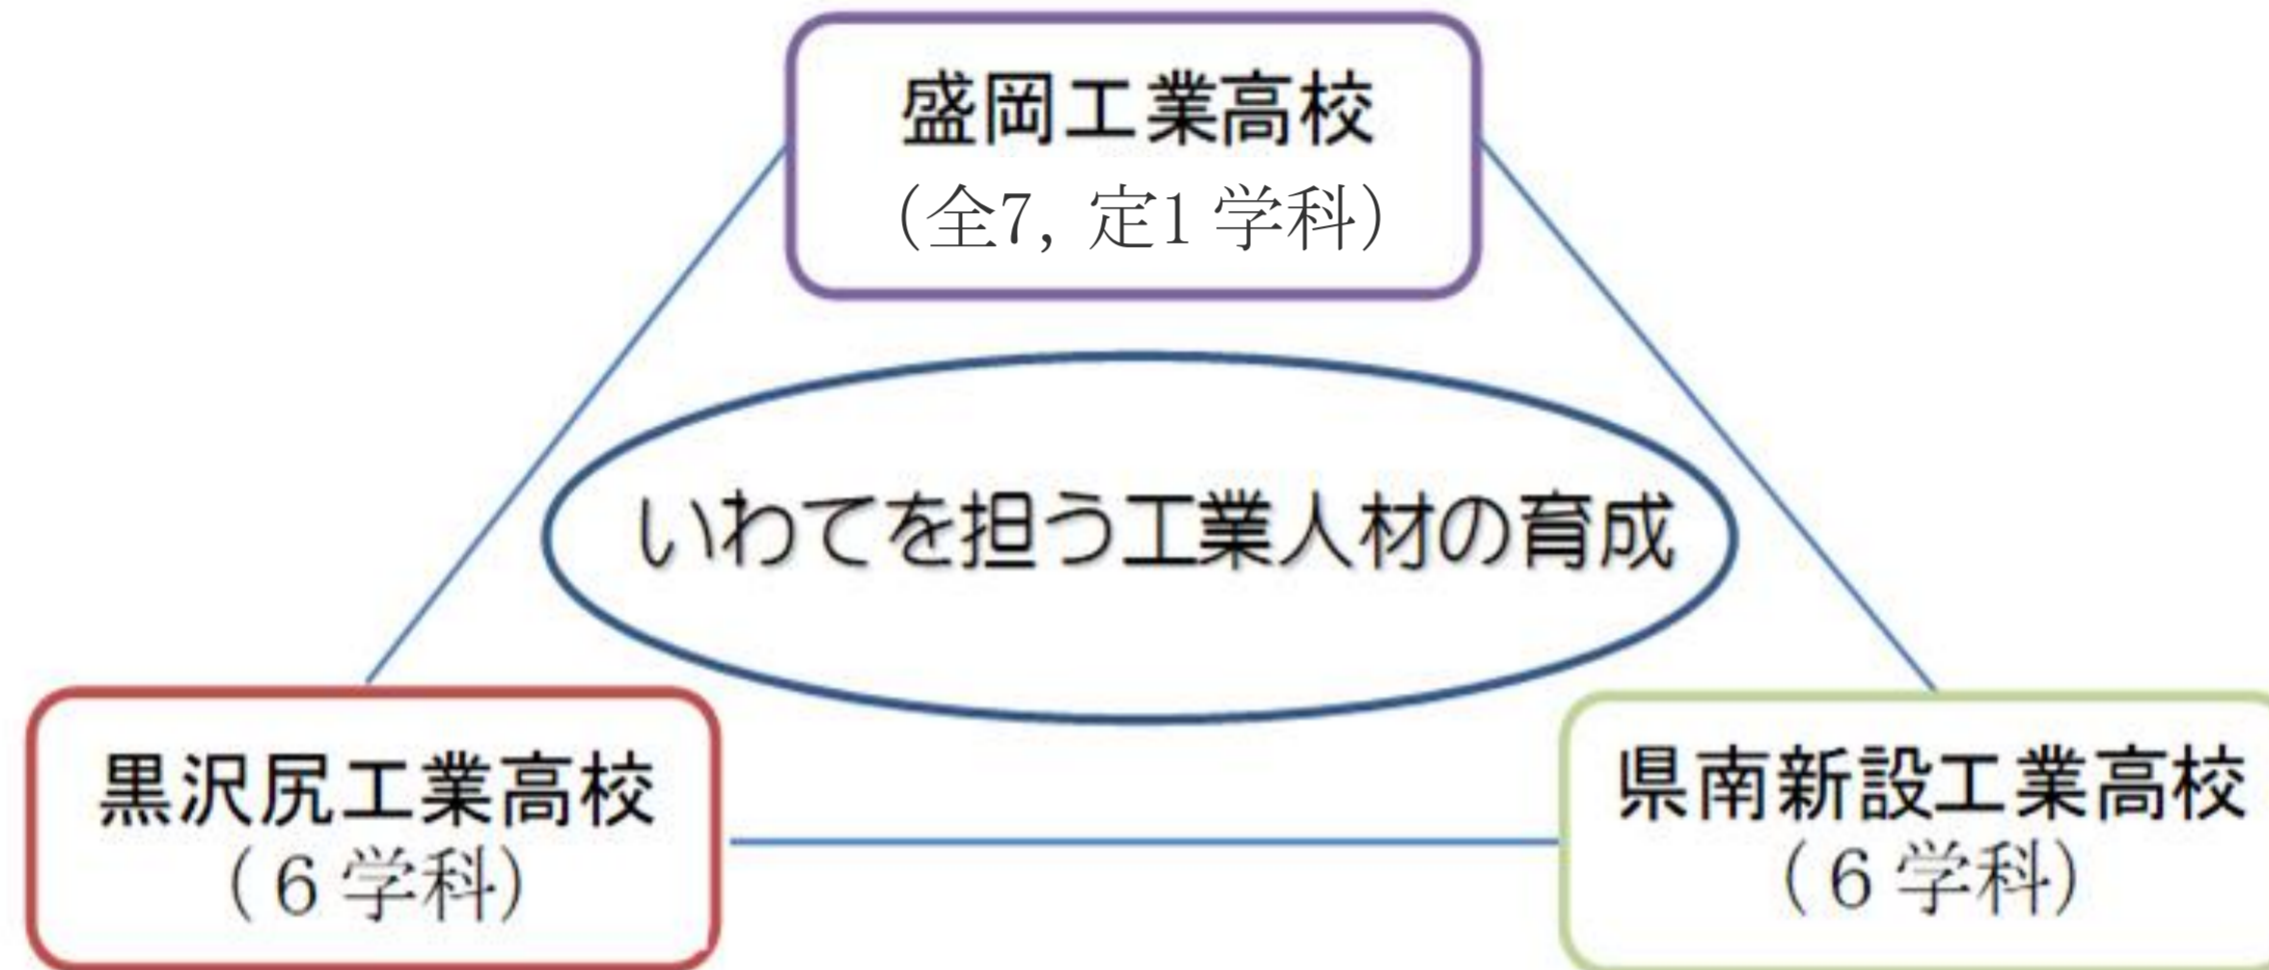 盛岡工業高校
（全7, 定1 学科）
いわてを担う工業人材の育成
黒沢尻工業高校
（6 学科）
県南新設工業高校
（6 学科）